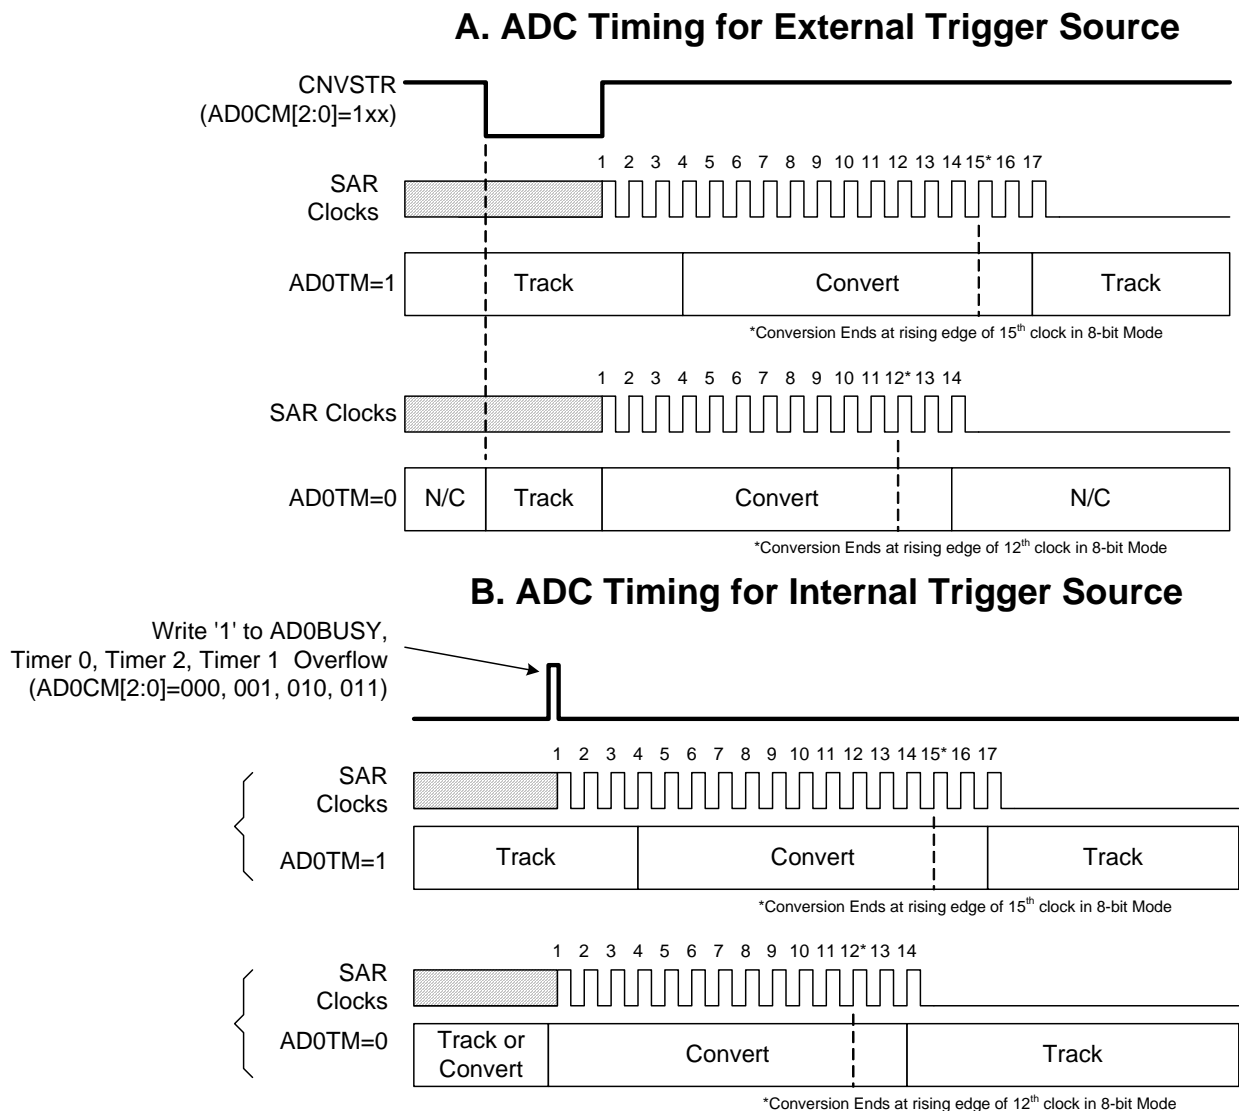 A. ADC Timing for External Trigger Source
CNVSTR
(AD0CM[2:0]=1xx)
1 2 3 4 5 6 7 8 9 10 11 12 13 14 15* 16 17
SAR
Clocks
AD0TM=1
Track
Convert
Track
*Conversion Ends at rising edge of 15th clock in 8-bit Mode
1 2 3 4 5 6 7 8 9 10 11 12* 13 14
SAR Clocks
AD0TM=0
N/C
Track
Convert
N/C
*Conversion Ends at rising edge of 12th clock in 8-bit Mode
B. ADC Timing for Internal Trigger Source
Write '1' to AD0BUSY,
Timer 0, Timer 2, Timer 1 Overflow
(AD0CM[2:0]=000, 001, 010, 011)
1 2 3 4 5 6 7 8 9 10 11 12 13 14 15* 16 17
SAR
Clocks
AD0TM=1
Track
Convert
Track
*Conversion Ends at rising edge of 15th clock in 8-bit Mode
1 2 3 4 5 6 7 8 9 10 11 12* 13 14
SAR
Clocks
AD0TM=0
Track or
Convert
Convert
Track
*Conversion Ends at rising edge of 12th clock in 8-bit Mode